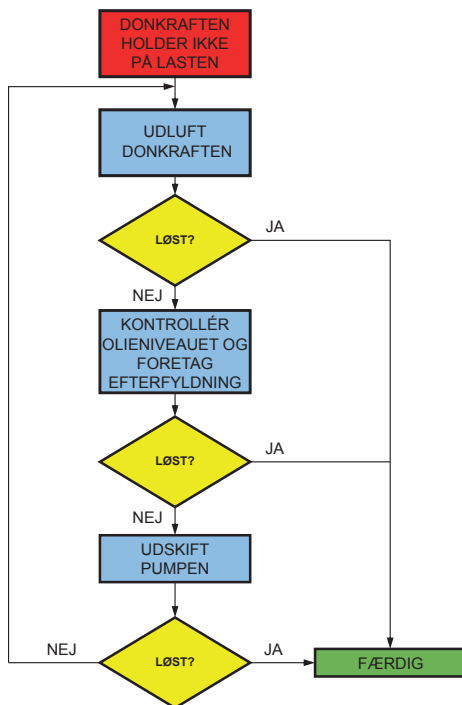 DONKRAFTEN
HOLDER IKKE
PÅ LASTEN
UDLUFT
DONKRAFTEN
LØST?
JA
NEJ
KONTROLLÉR
OLIENIVEAUET OG
FORETAG
EFTERFYLDNING
LØST?
JA
NEJ
UDSKIFT
PUMPEN
NEJ
LØST?
JA
FÆRDIG